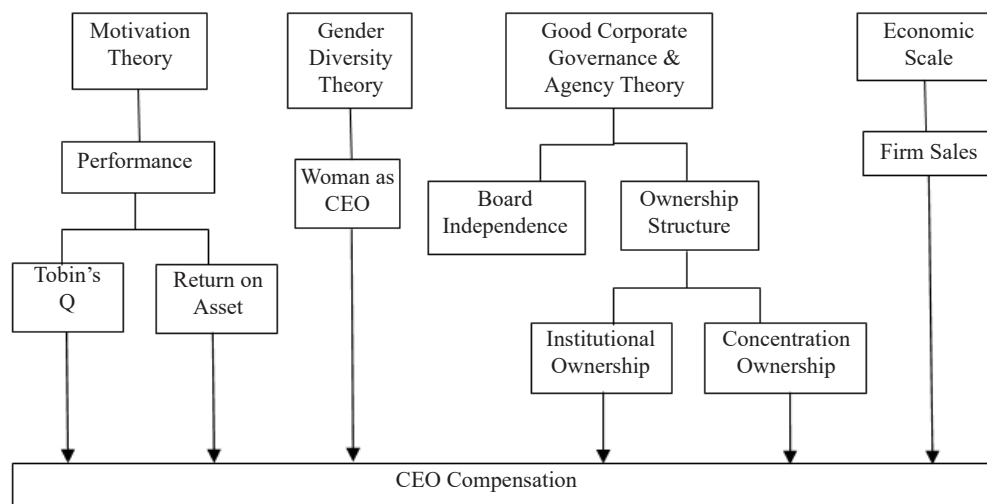 Motivation
Theory
Gender
Diversity
Theory
Good Corporate
Governance &
Agency Theory
Economic
Scale
Performance
Woman as
CEO
Board
Independence
Ownership
Structure
Firm Sales
Tobin’s
Q
Return on
Asset
Institutional
Ownership
Concentration
Ownership
CEO Compensation